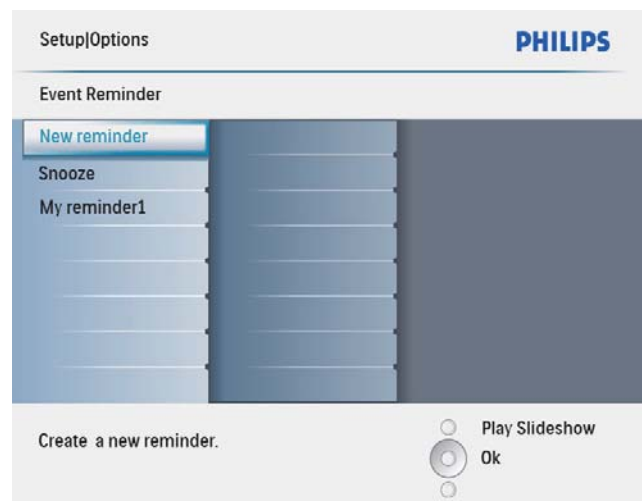 Setup|Options
PHILIPS
Event Reminder
New reminder
Snooze
My reminder1
Create a new reminder.
Play Slideshow
Ok